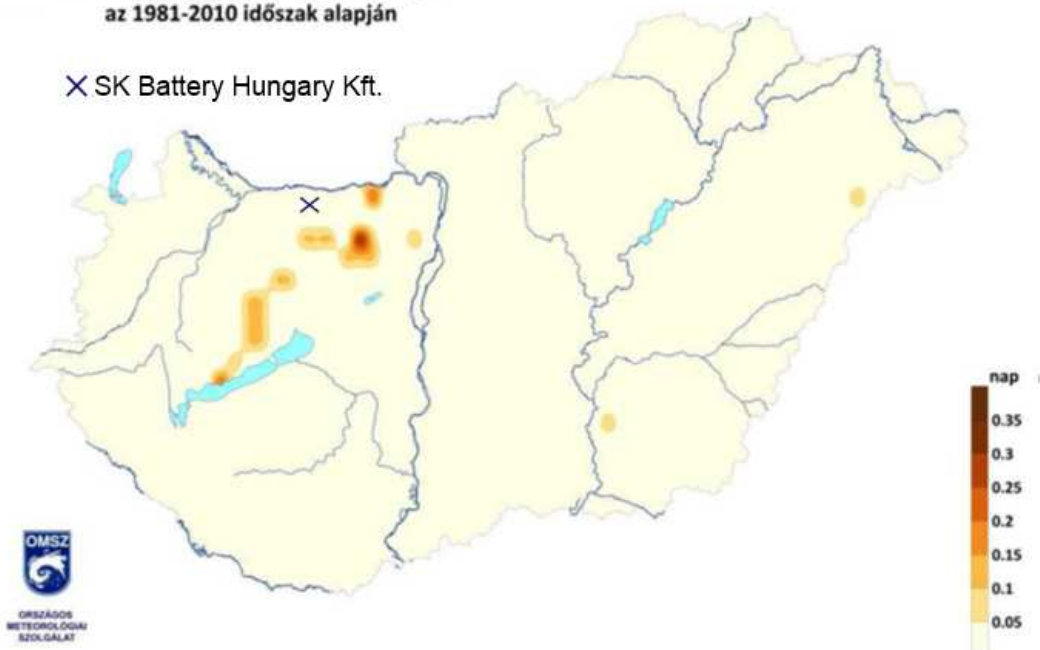 az 1981-2010 időszak alapján
SK Battery Hungary Kft.
nap
0.35
0.3
0.25
0.2
0.15
0.1
0.05
OMSZ
ORSZÁGOS
METEOROLÓGIAI
SZOLGÁLAT